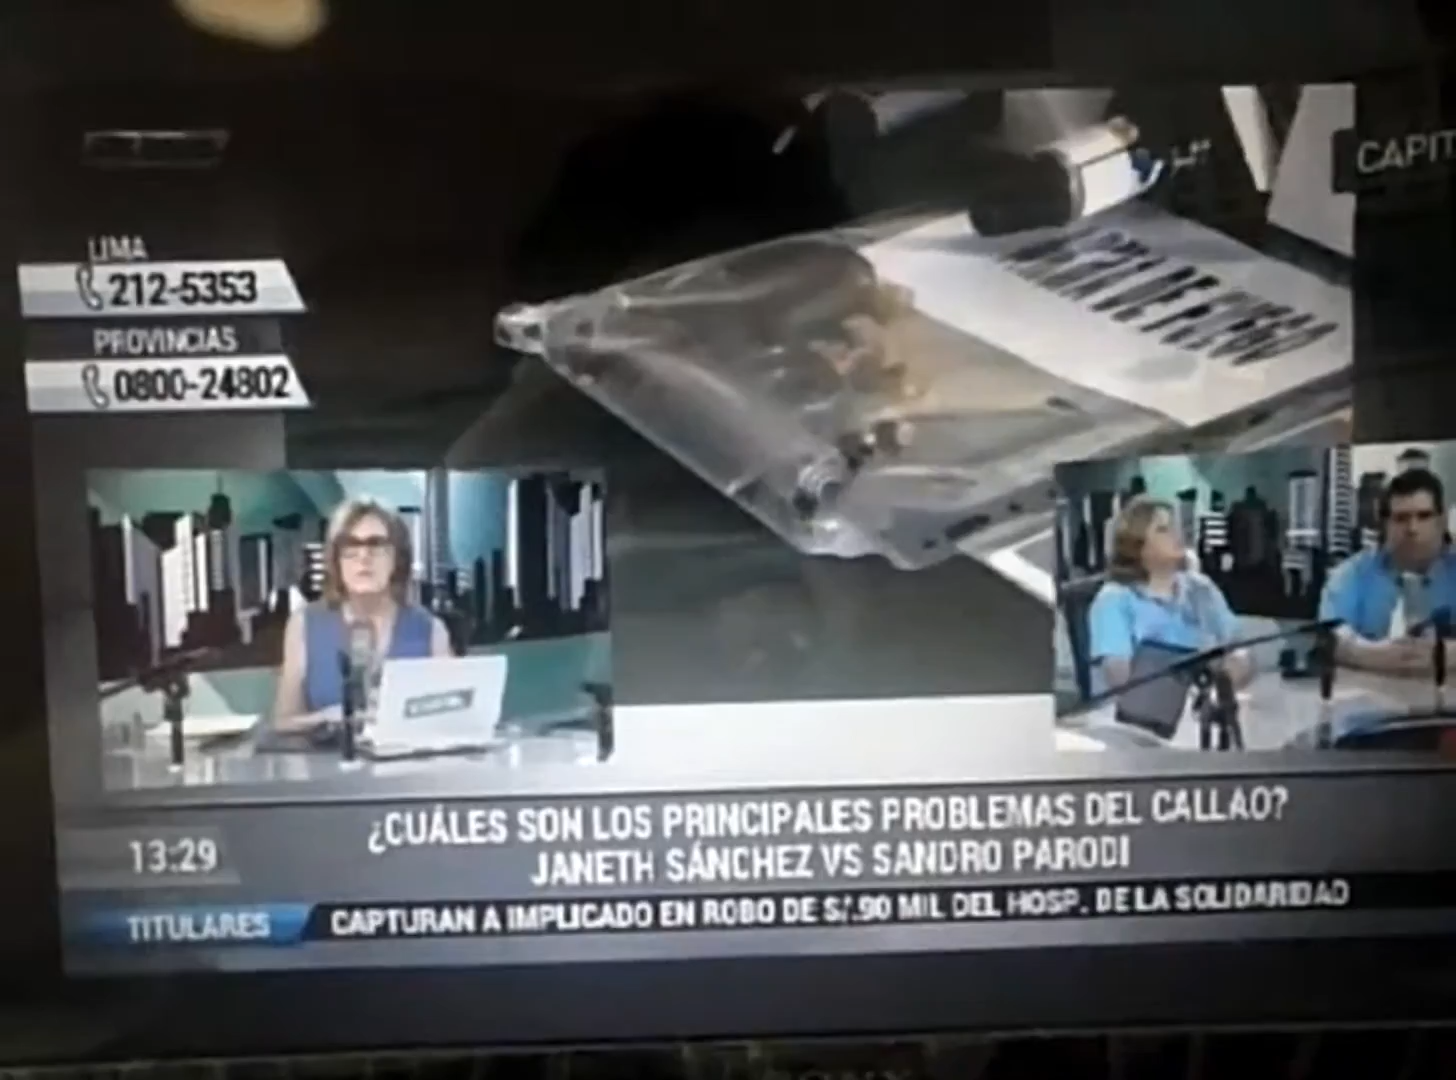 CAPIT
LIMA
212-5353
PROVINCIAS
0800-24802
¿CUÁLES SON LOS PRINCIPALES PROBLEMAS DEL CALLAO?
13:29
JANETH SÁNCHEZ VS SANDRO PARODI
TITULARES
CAPTURAN A IMPLICADO EN ROBO DE S/.90 MIL DEL HOSP. DE LA SOLIDARIDAD